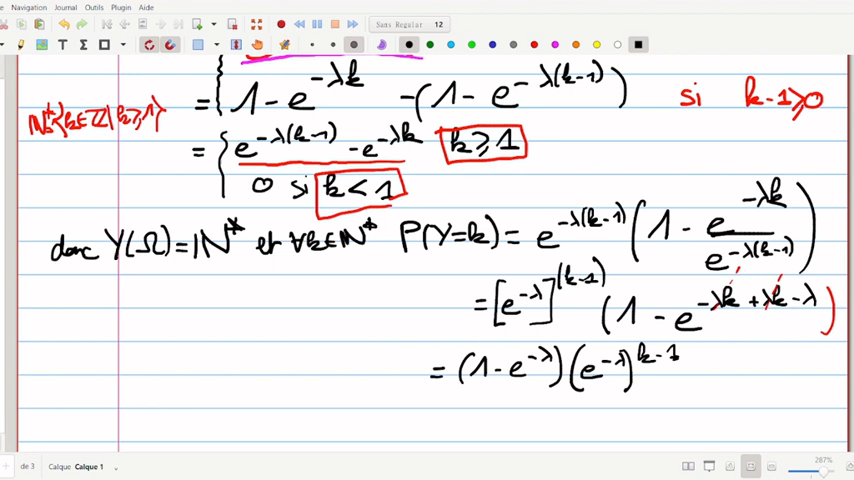 Navigation Journal Outils Plugin Aide
Sans Regular 12
= 1 - e^{-λk} - (1 - e^{-λ(k-1)}) si k-1⩾0
ℕ* {k∈ℤ | k⩾1}
= e^{-λ(k-1)} - e^{-λk} k⩾1
0 si k < 1
donc Y(Ω) = ℕ* et ∀k∈ℕ* P(Y=k) = e^{-λ(k-1)} (1 - e^{-λk} / e^{-λ(k-1)})
= [e^{-λ}]^{(k-1)} (1 - e^{-λk + λk - λ})
= (1 - e^{-λ}) (e^{-λ})^{k-1}
de 3 Calque Calque 1 287%